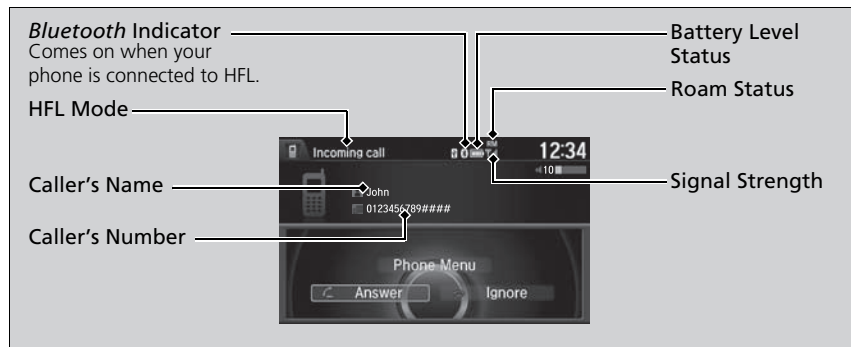 Bluetooth Indicator
Comes on when your
phone is connected to HFL.
HFL Mode
Caller's Name
Caller's Number
Battery Level
Status
Roam Status
Signal Strength
Incoming call
RM
12:34
10
John
0123456789####
Phone Menu
Answer
Ignore